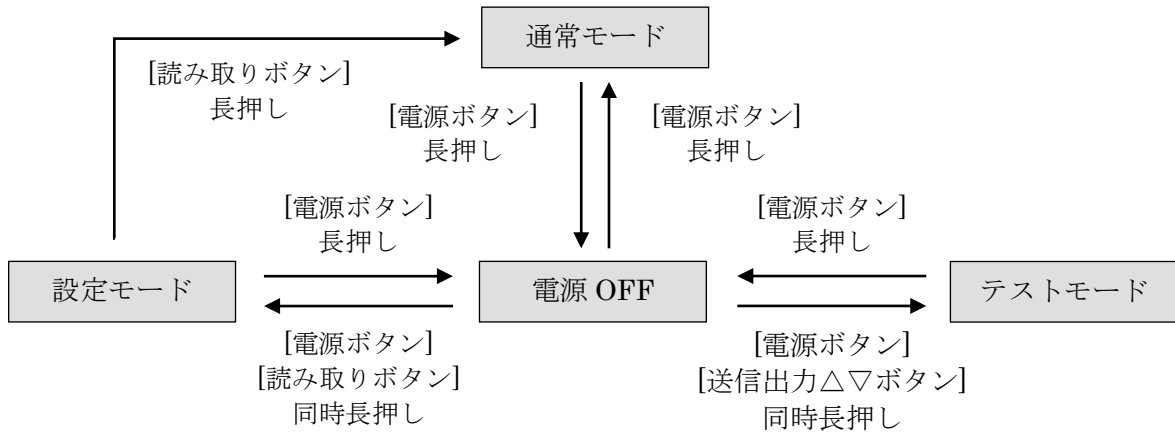 通常モード
[読み取りボタン]
長押し
[電源ボタン]
長押し
[電源ボタン]
長押し
[電源ボタン]
長押し
[電源ボタン]
長押し
設定モード
電源 OFF
テストモード
[電源ボタン]
[読み取りボタン]
同時長押し
[電源ボタン]
[送信出力△▽ボタン]
同時長押し